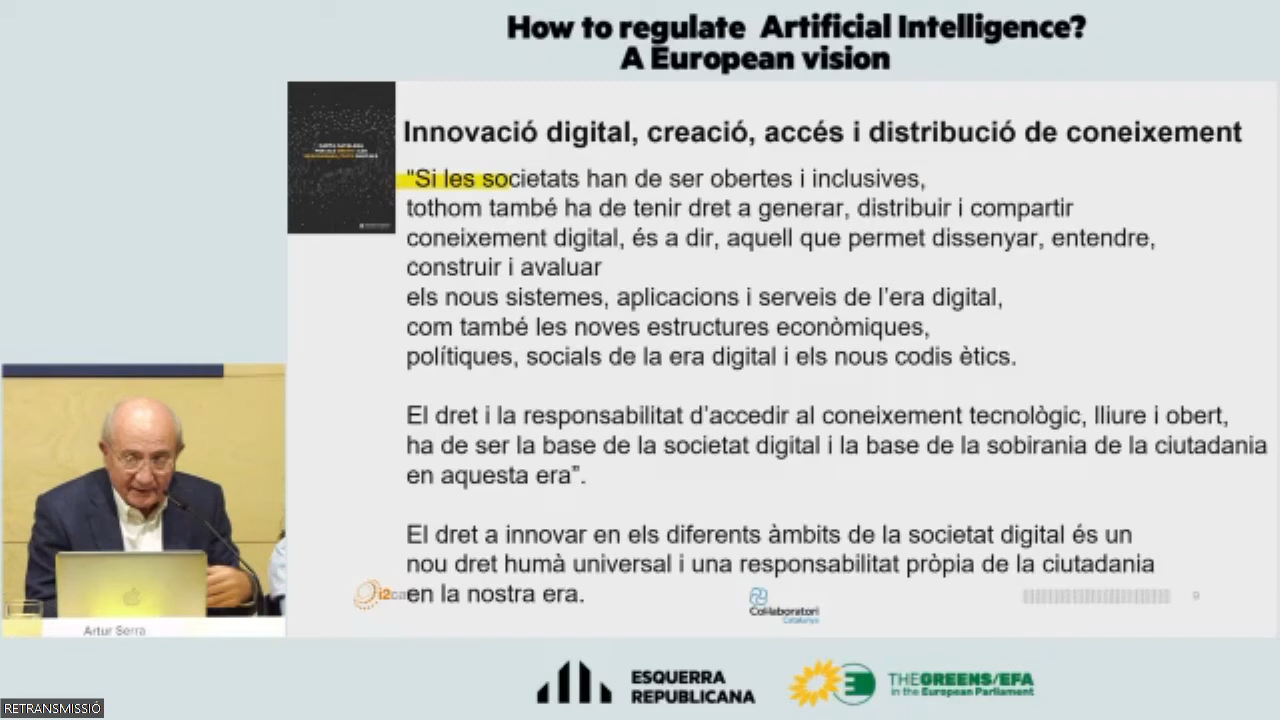 How to regulate Artificial Intelligence?
A European vision
Innovació digital, creació, accés i distribució de coneixement
“Si les societats han de ser obertes i inclusives,
tothom també ha de tenir dret a generar, distribuir i compartir
coneixement digital, és a dir, aquell que permet dissenyar, entendre,
construir i avaluar
els nous sistemes, aplicacions i serveis de l’era digital,
com també les noves estructures econòmiques,
polítiques, socials de la era digital i els nous codis ètics.
El dret i la responsabilitat d’accedir al coneixement tecnològic, lliure i obert,
ha de ser la base de la societat digital i la base de la sobirania de la ciutadania
en aquesta era”.
El dret a innovar en els diferents àmbits de la societat digital és un
nou dret humà universal i una responsabilitat pròpia de la ciutadania
en la nostra era.
i2ca
Col·laboratori
Catalunya
9
Artur Serra
ESQUERRA
REPUBLICANA
THE GREENS/EFA
in the European Parliament
RETRANSMISSIÓ